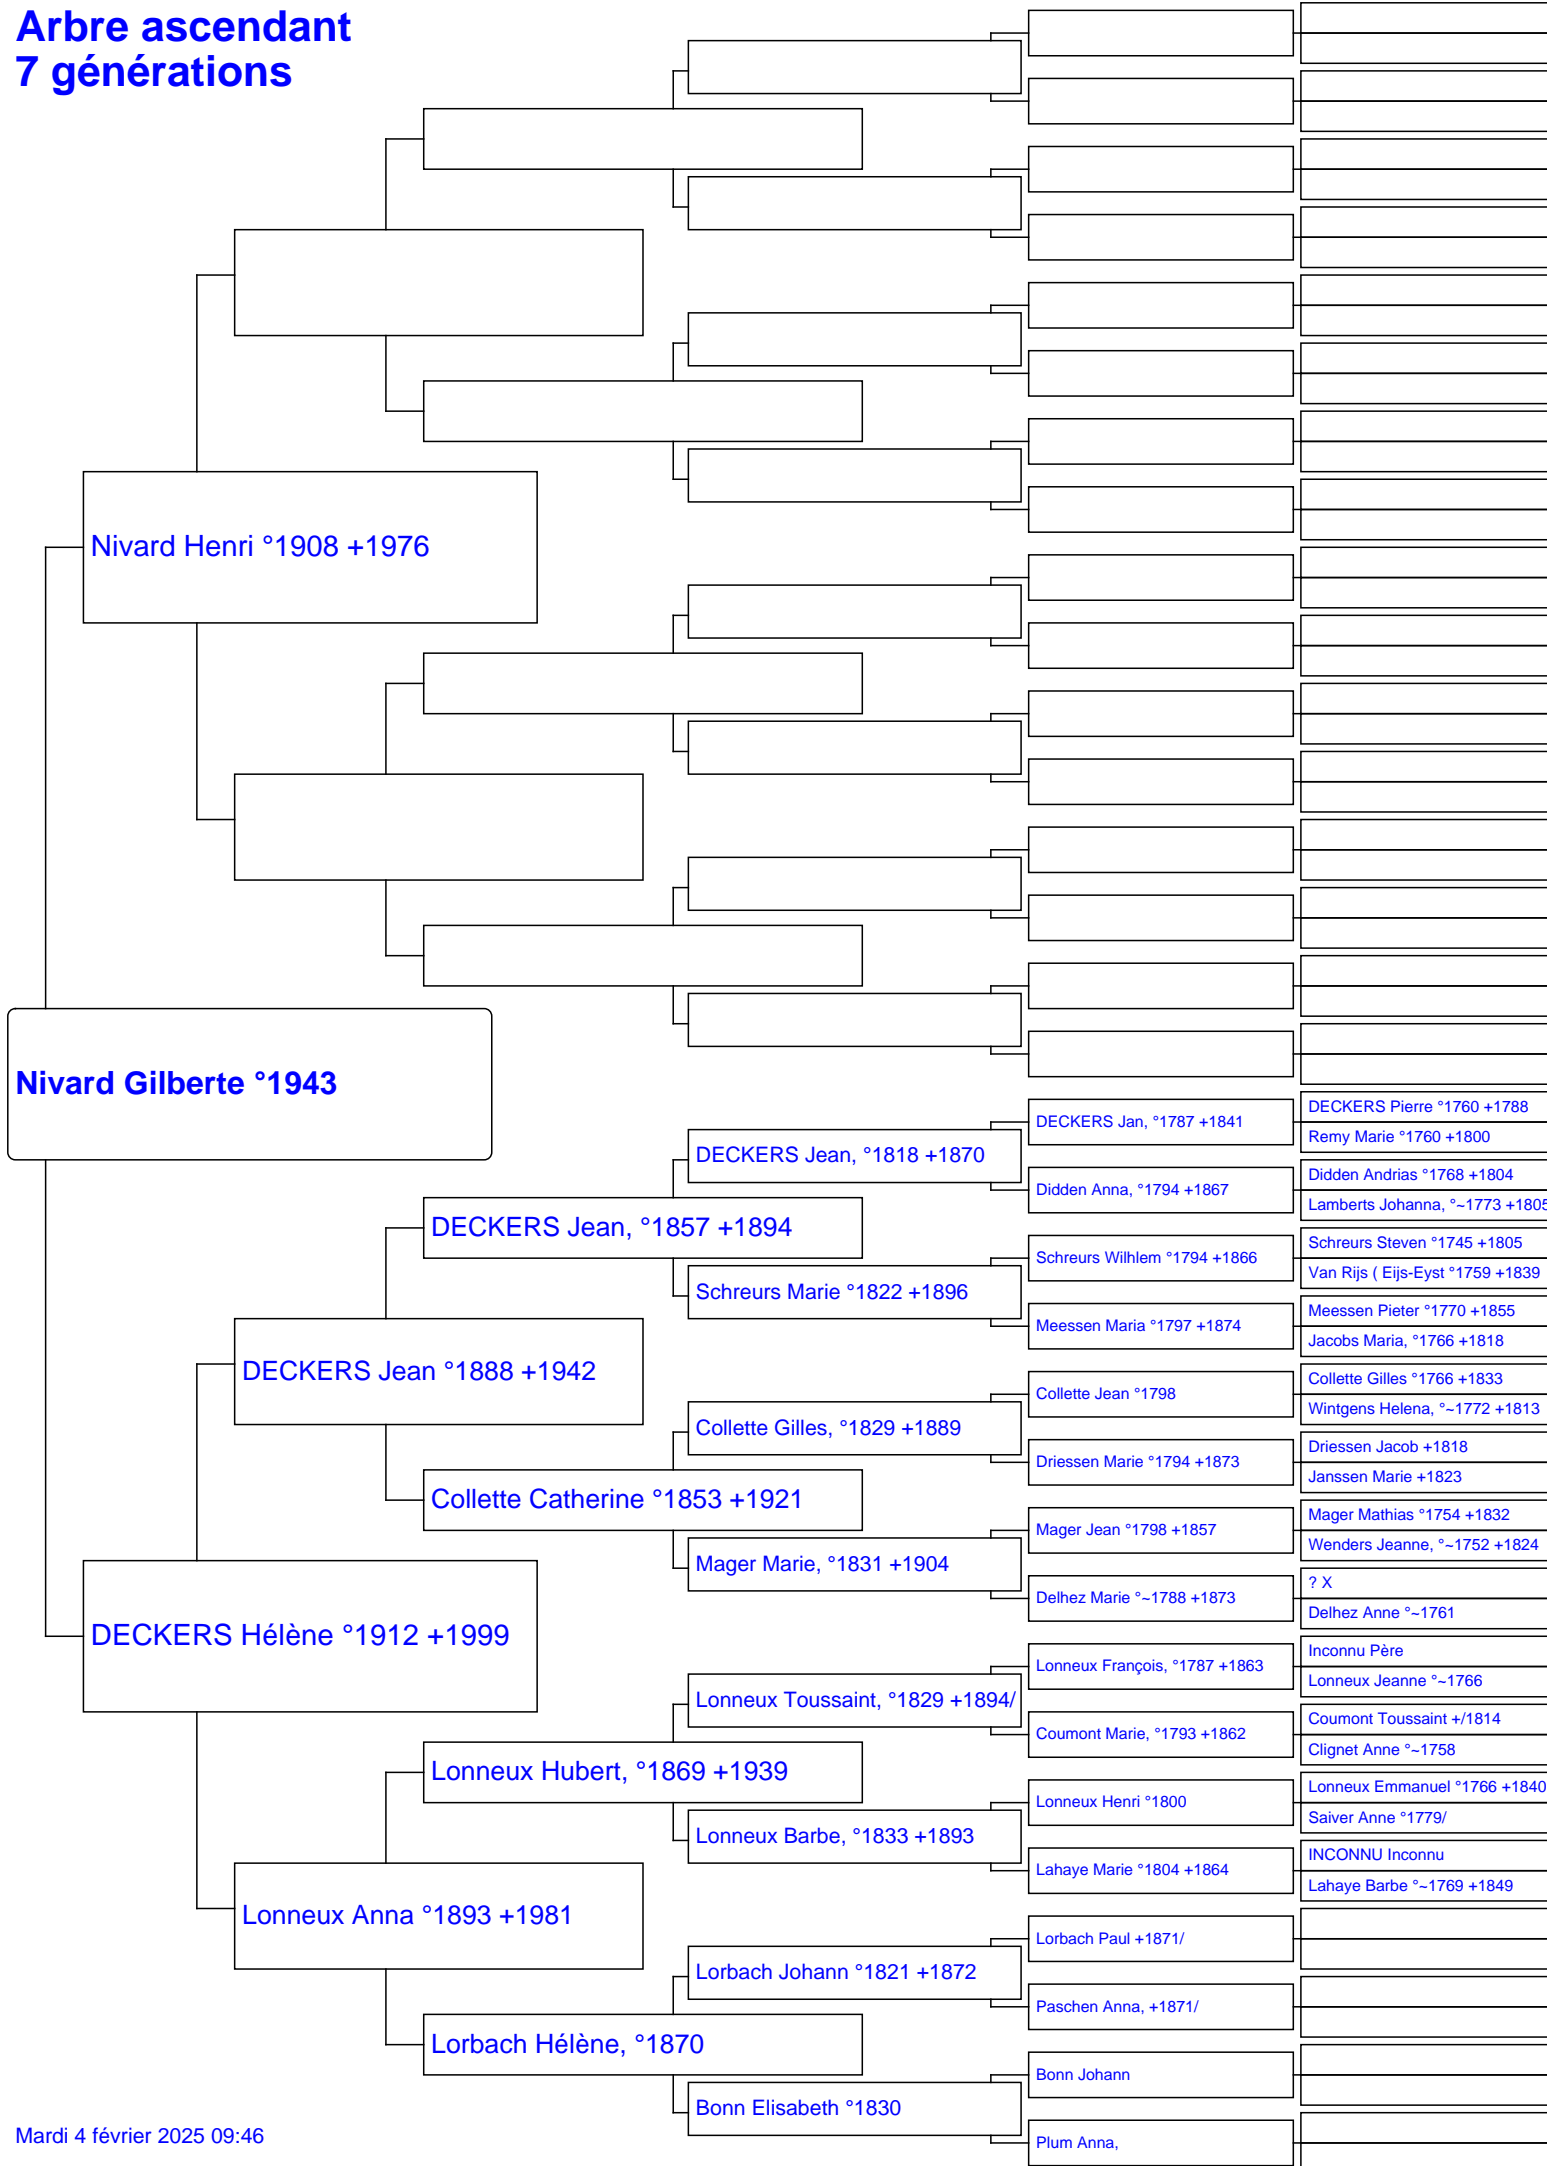 Arbre ascendant
7 générations
Nivard Henri °1908 +1976
Nivard Gilberte °1943
DECKERS Jan, °1787 +1841
DECKERS Pierre °1760 +1788
Remy Marie °1760 +1800
DECKERS Jean, °1818 +1870
Didden Anna, °1794 +1867
Didden Andrias °1768 +1804
Lamberts Johanna, °~1773 +1805
DECKERS Jean, °1857 +1894
Schreurs Wilhlem °1794 +1866
Schreurs Steven °1745 +1805
Van Rijs ( Eijs-Eyst °1759 +1839
Schreurs Marie °1822 +1896
Meessen Maria °1797 +1874
Meessen Pieter °1770 +1855
Jacobs Maria, °1766 +1818
DECKERS Jean °1888 +1942
Collette Jean °1798
Collette Gilles °1766 +1833
Wintgens Helena, °~1772 +1813
Collette Gilles, °1829 +1889
Driessen Marie °1794 +1873
Driessen Jacob +1818
Janssen Marie +1823
Collette Catherine °1853 +1921
Mager Jean °1798 +1857
Mager Mathias °1754 +1832
Wenders Jeanne, °~1752 +1824
Mager Marie, °1831 +1904
Delhez Marie °~1788 +1873
? X
Delhez Anne °~1761
DECKERS Hélène °1912 +1999
Lonneux François, °1787 +1863
Inconnu Père
Lonneux Jeanne °~1766
Lonneux Toussaint, °1829 +1894/
Coumont Marie, °1793 +1862
Coumont Toussaint +/1814
Clignet Anne °~1758
Lonneux Hubert, °1869 +1939
Lonneux Henri °1800
Lonneux Emmanuel °1766 +1840
Saiver Anne °1779/
Lonneux Barbe, °1833 +1893
Lahaye Marie °1804 +1864
INCONNU Inconnu
Lahaye Barbe °~1769 +1849
Lonneux Anna °1893 +1981
Lorbach Paul +1871/
Lorbach Johann °1821 +1872
Paschen Anna, +1871/
Lorbach Hélène, °1870
Bonn Johann
Bonn Elisabeth °1830
Plum Anna,
Mardi 4 février 2025 09:46